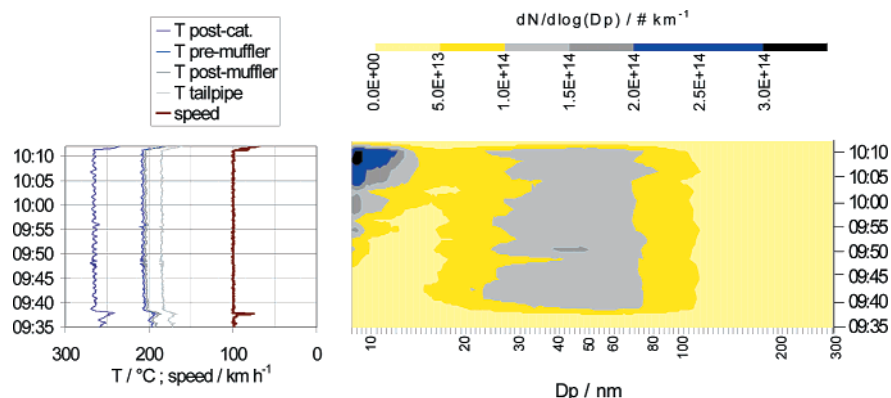 T post-cat.
T pre-muffler
T post-muffler
T tailpipe
speed
dN/dlog(Dp) / # km⁻¹
0.0E+00
5.0E+13
1.0E+14
1.5E+14
2.0E+14
2.5E+14
3.0E+14
10:10
10:05
10:00
09:55
09:50
09:45
09:40
09:35
300 200 100 0
T / °C ; speed / km h⁻¹
10:10
10:05
10:00
09:55
09:50
09:45
09:40
09:35
10 20 30 40 50 60 80 100 200 300
Dp / nm